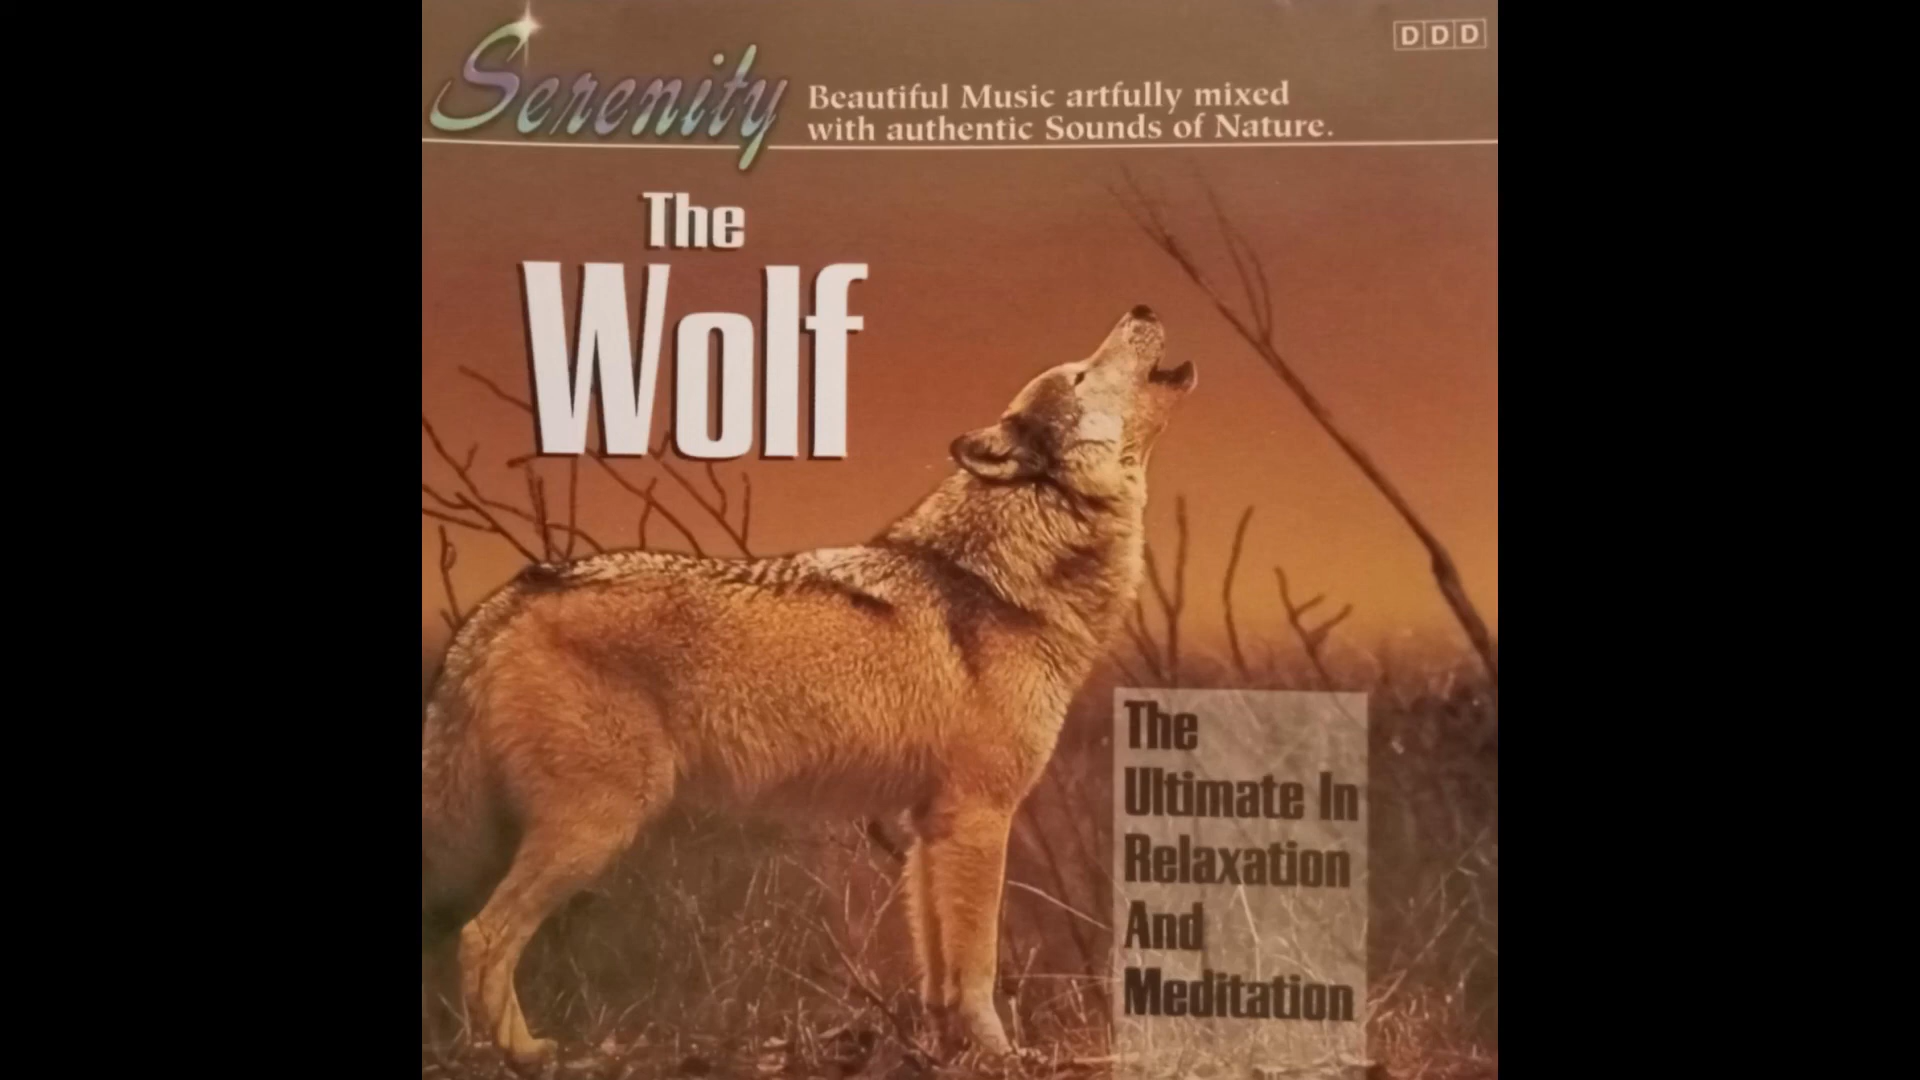 Serenity
DDD
Beautiful Music artfully mixed
with authentic Sounds of Nature.
The
Wolf
The
Ultimate In
Relaxation
And
Meditation